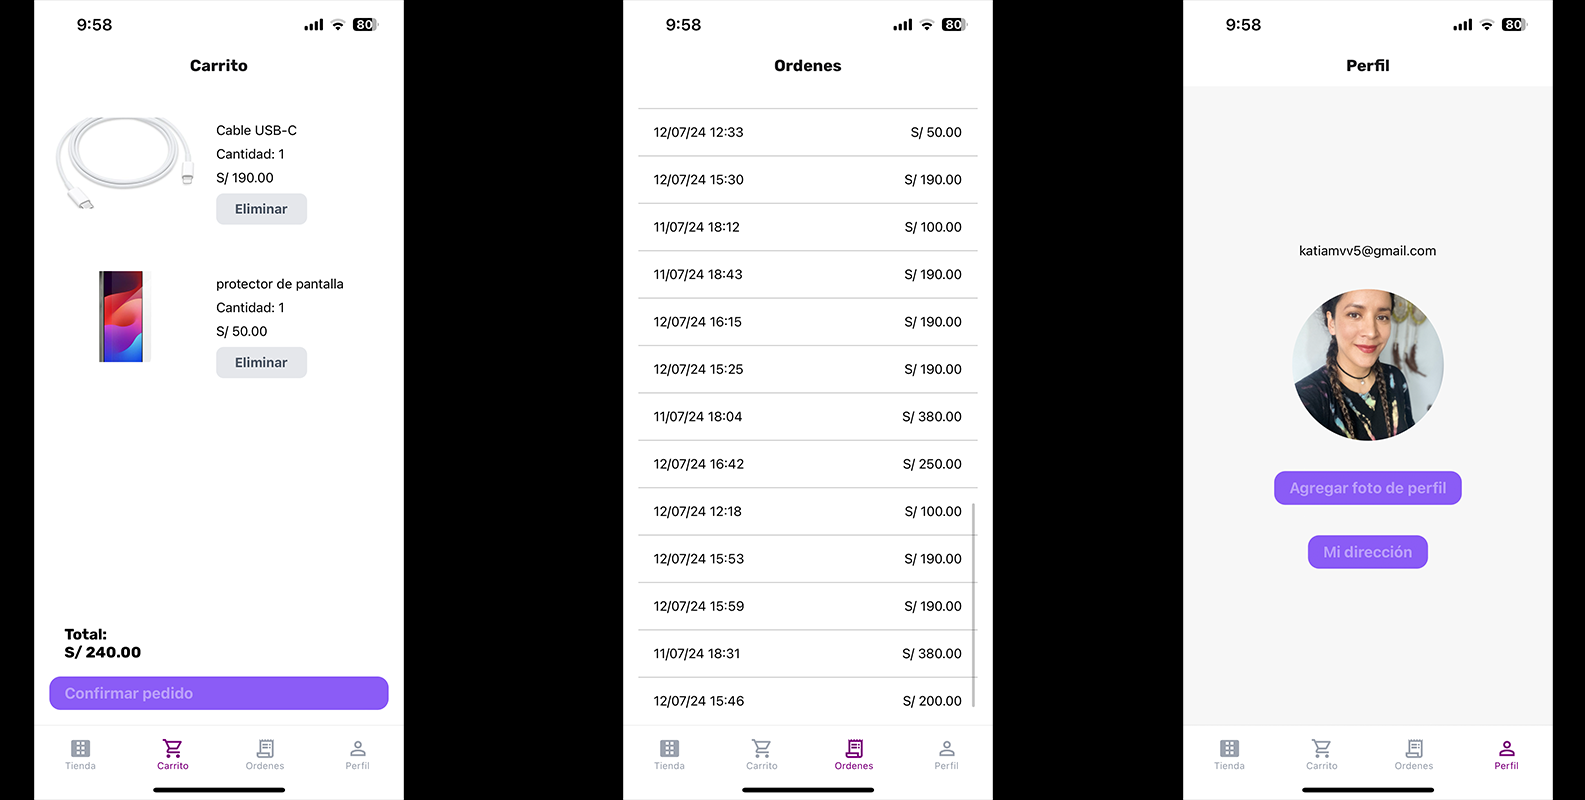 9:58
80
Carrito
Cable USB-C
Cantidad: 1
S/ 190.00
Eliminar
protector de pantalla
Cantidad: 1
S/ 50.00
Eliminar
Total:
S/ 240.00
Confirmar pedido
Tienda
Carrito
Ordenes
Perfil
9:58
80
Ordenes
12/07/24 12:33 S/ 50.00
12/07/24 15:30 S/ 190.00
11/07/24 18:12 S/ 100.00
11/07/24 18:43 S/ 190.00
12/07/24 16:15 S/ 190.00
12/07/24 15:25 S/ 190.00
11/07/24 18:04 S/ 380.00
12/07/24 16:42 S/ 250.00
12/07/24 12:18 S/ 100.00
12/07/24 15:53 S/ 190.00
12/07/24 15:59 S/ 190.00
11/07/24 18:31 S/ 380.00
12/07/24 15:46 S/ 200.00
Tienda
Carrito
Ordenes
Perfil
9:58
80
Perfil
katiamvv5@gmail.com
Agregar foto de perfil
Mi dirección
Tienda
Carrito
Ordenes
Perfil